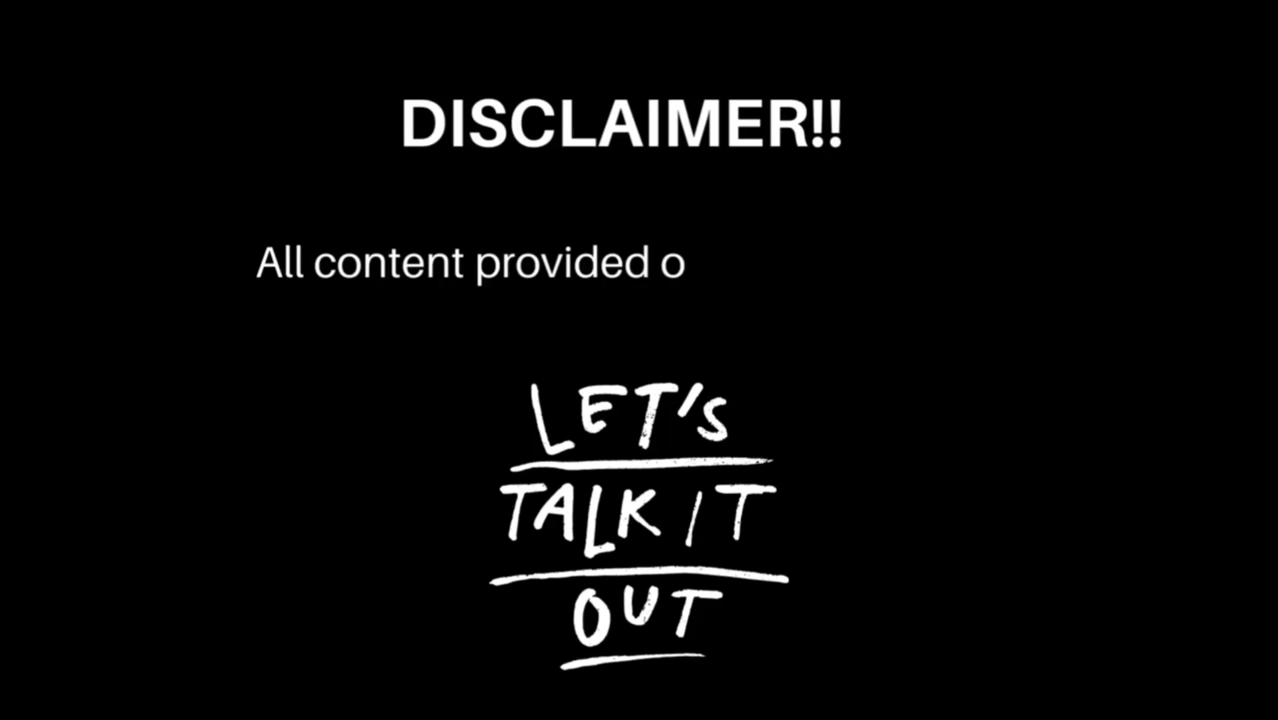 DISCLAIMER!!
All content provided o
LET'S
TALK IT
OUT